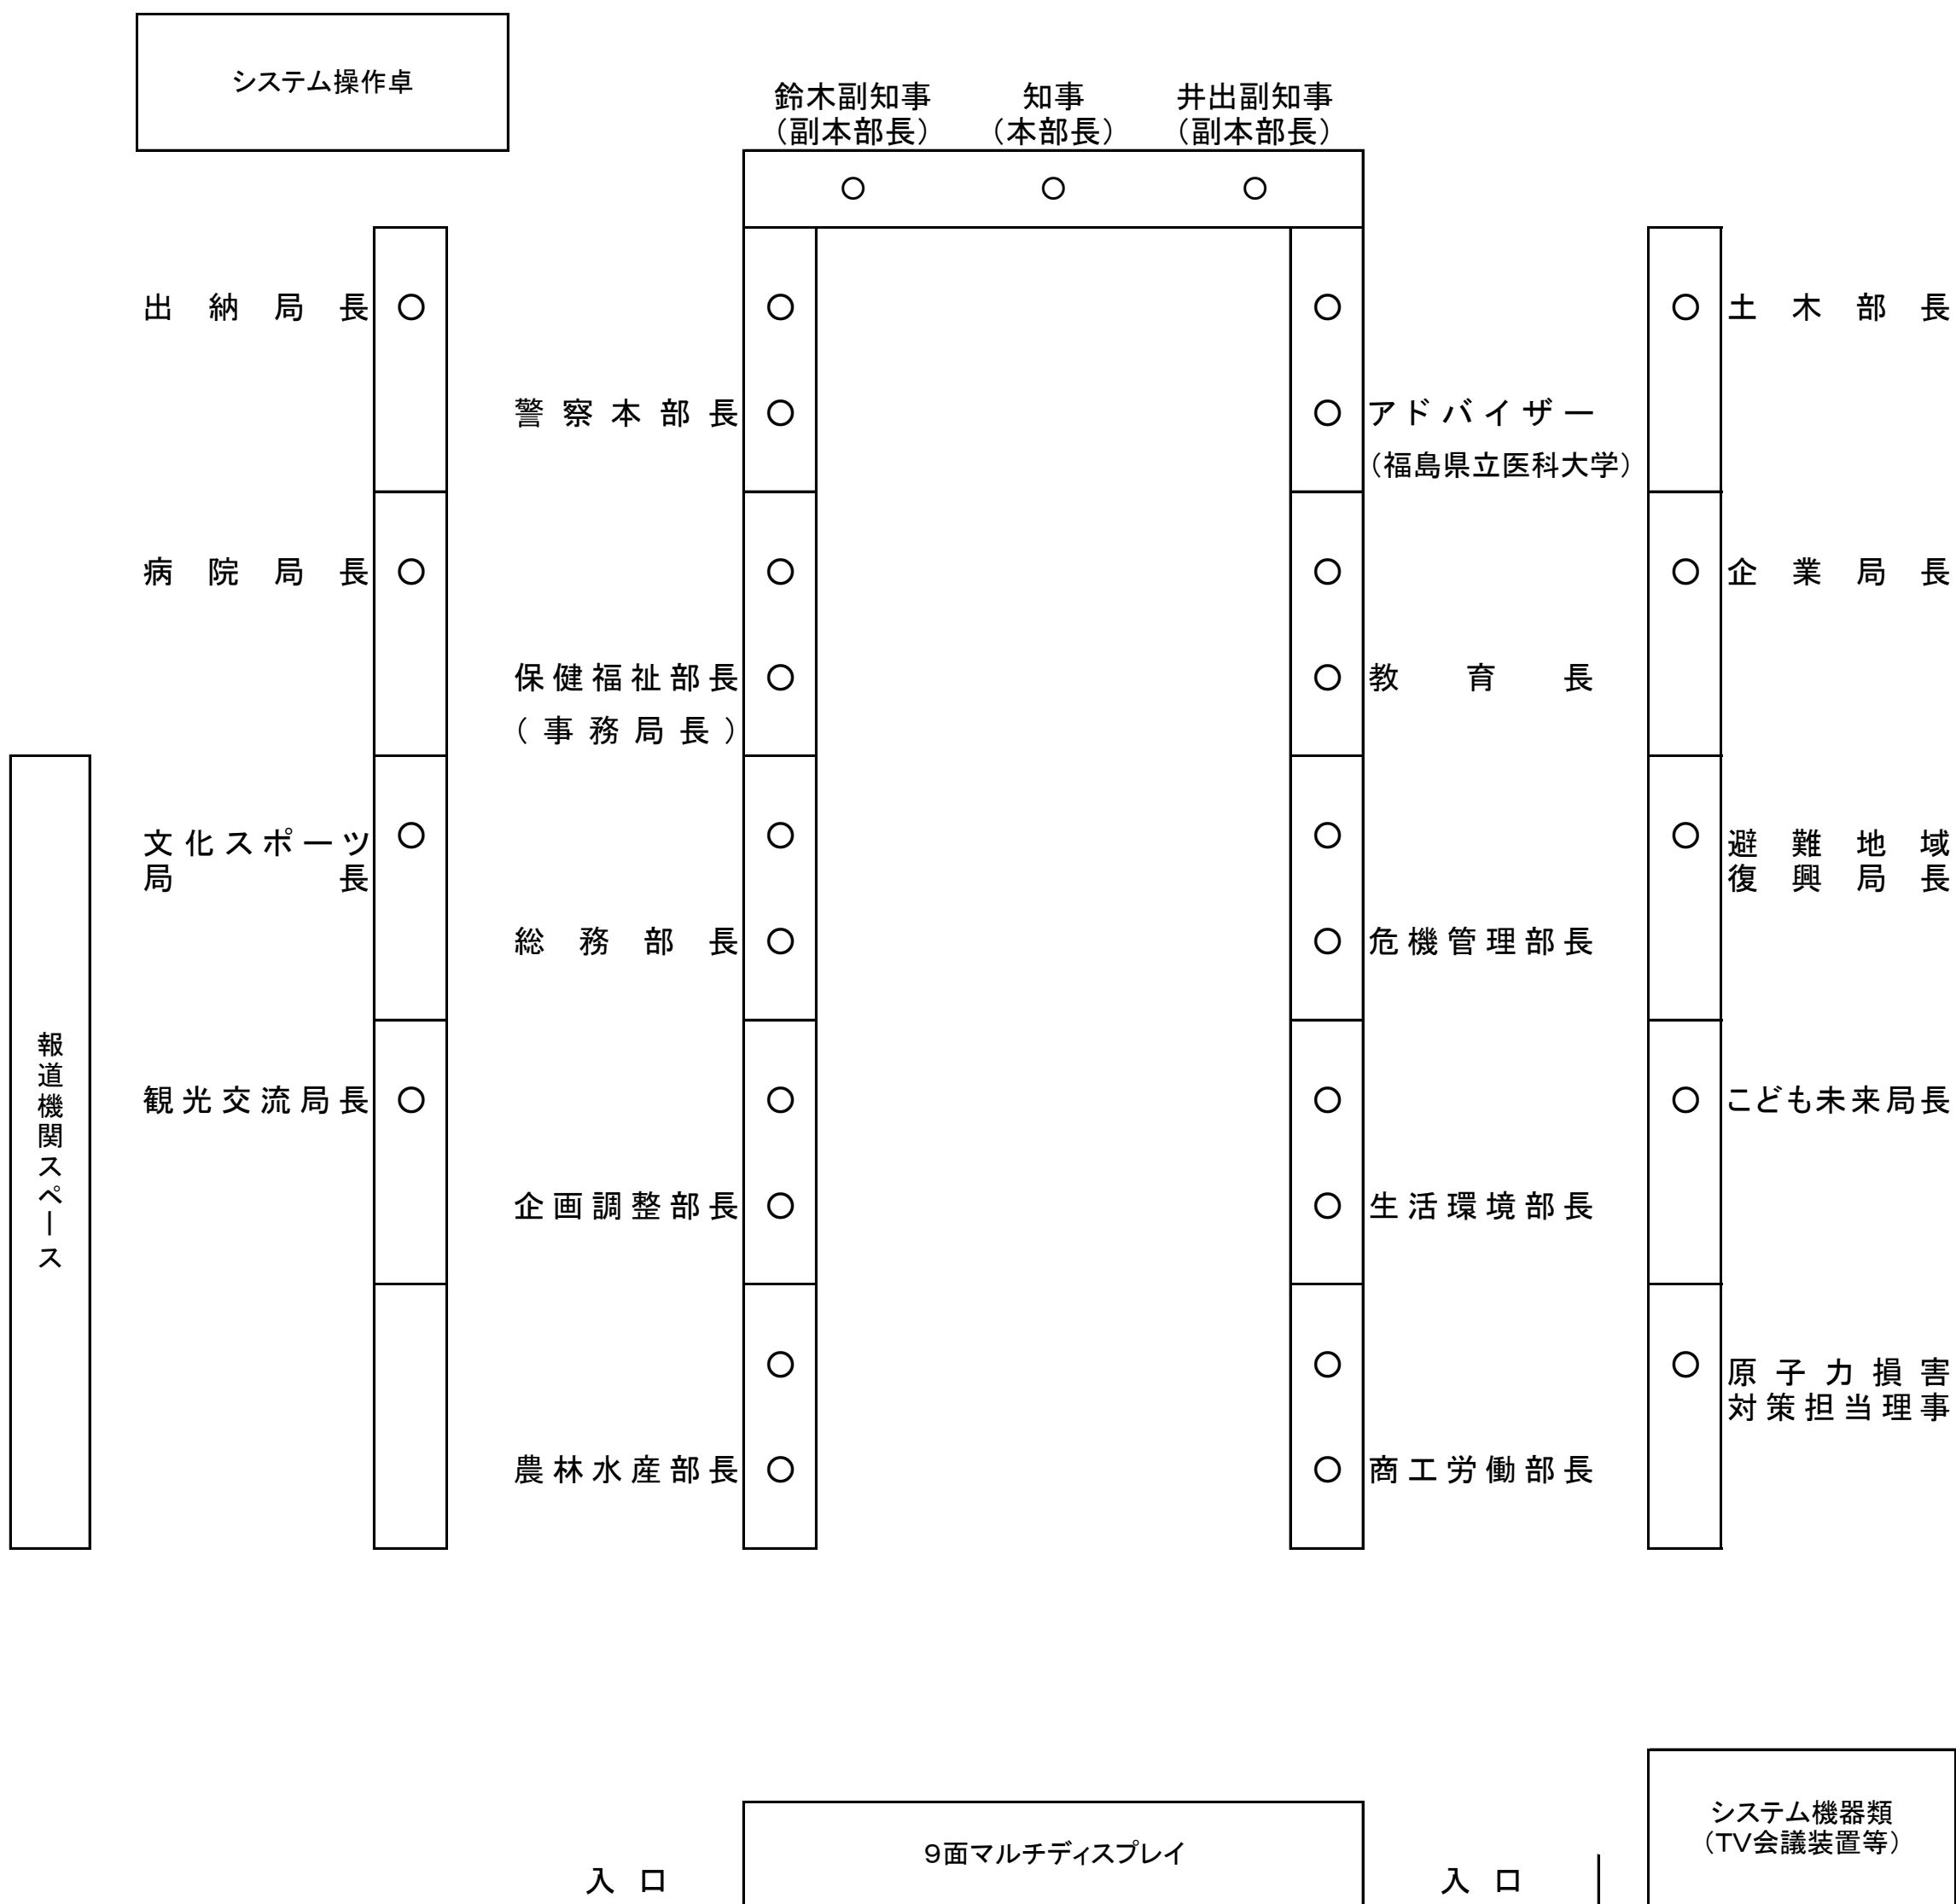 システム操作卓
鈴木副知事
（副本部長）
知事
（本部長）
井出副知事
（副本部長）
○ ○ ○
出納局長 ○ ○ ○ ○ 土木部長
警察本部長 ○ ○ アドバイザー
（福島県立医科大学）
病院局長 ○ ○ ○ ○ 企業局長
保健福祉部長 ○ ○ 教育長
（事務局長）
文化スポーツ
局長
○ ○ ○ ○
避難地域
復興局長
総務部長 ○ ○ 危機管理部長
報道機関スペース
観光交流局長 ○ ○ ○ ○ こども未来局長
企画調整部長 ○ ○ 生活環境部長
○ ○ ○
原子力損害
対策担当理事
農林水産部長 ○ ○ 商工労働部長
システム機器類
（TV会議装置等）
9面マルチディスプレイ
入口
入口